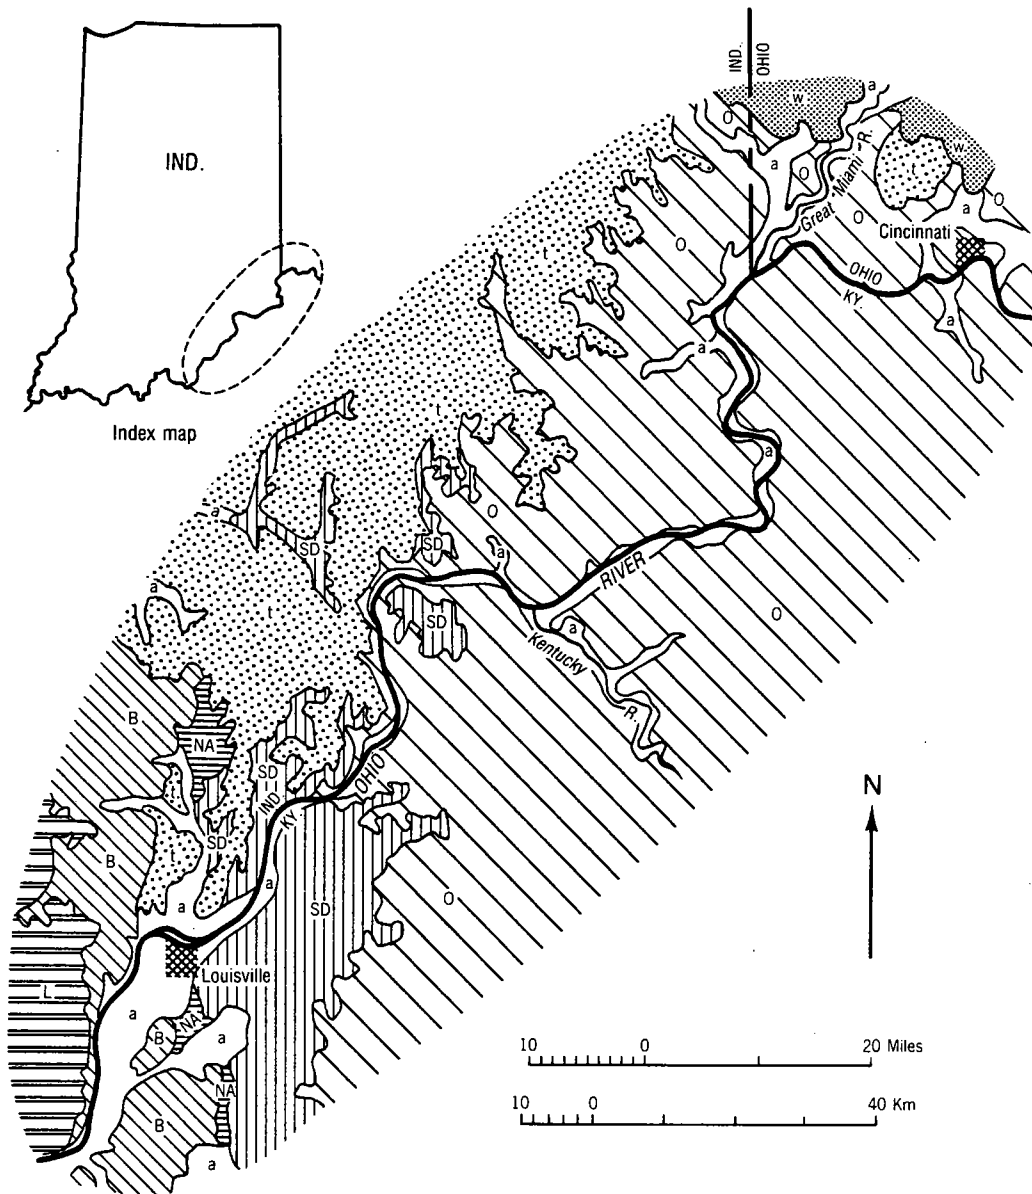 IND.
Index map
IND.
OHIO
a
w
O
a
R.
w
a
O
t
Great Miami
O
a
O
O
Cincinnati
t
O
OHIO
KY.
a
a
t
a
a
O
SD
SD
a
RIVER
a
t
SD
a
O
Kentucky
R.
B
NA
SD
OHIO
IND.
KY.
N
B
t
SD
a
a
SD
O
Louisville
L
a
NA
B
a
10 0 20 Miles
NA
B
10 0 40 Km
a